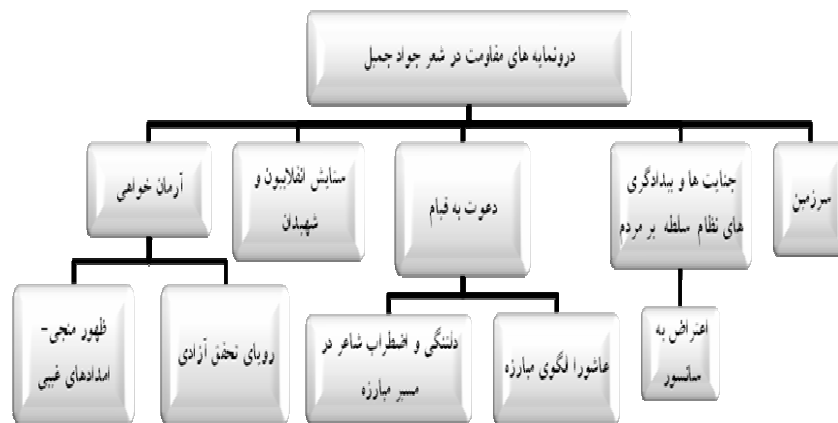 درونمایه های مقاومت در شعر جواد جمیل
سرزمین
جنایت ها و بیدادگری
های نظام سلطه بر مردم
دعوت به قیام
ستایش انقلابیون و
شهیدان
آرمان خواهی
اعتراض به
سانسور
عاشورا الگوی مبارزه
دلتنگی و اضطراب شاعر در
مسیر مبارزه
رویای تحقق آزادی
ظهور منجی-
امدادهای غیبی